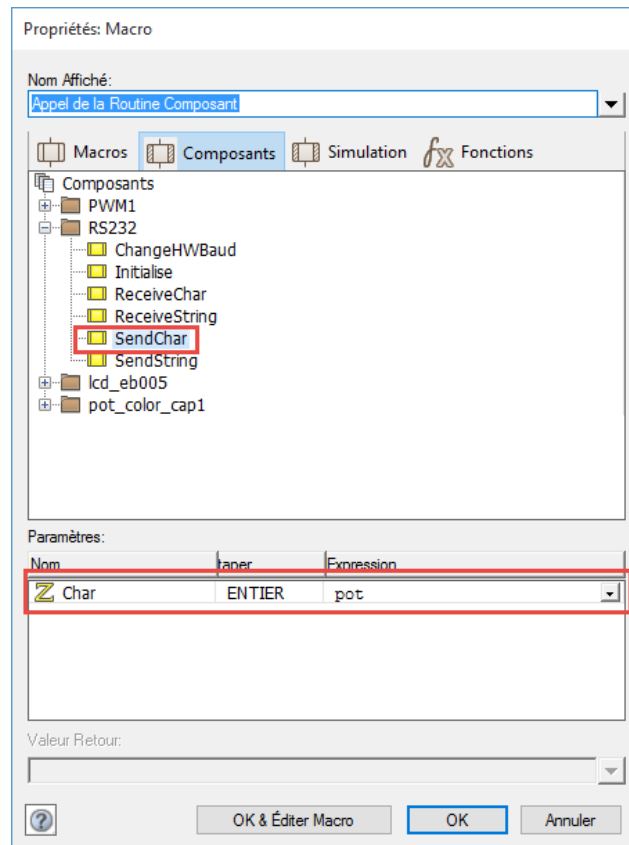 Propriétés: Macro
Nom Affiché:
Appel de la Routine Composant
Macros Composants Simulation fx Fonctions
Composants
PWM1
RS232
ChangeHWBaud
Initialise
ReceiveChar
ReceiveString
SendChar
SendString
lcd_eb005
pot_color_cap1
Paramètres:
Nom taper Expression
Z Char ENTIER pot
Valeur Retour:
? OK & Éditer Macro OK Annuler